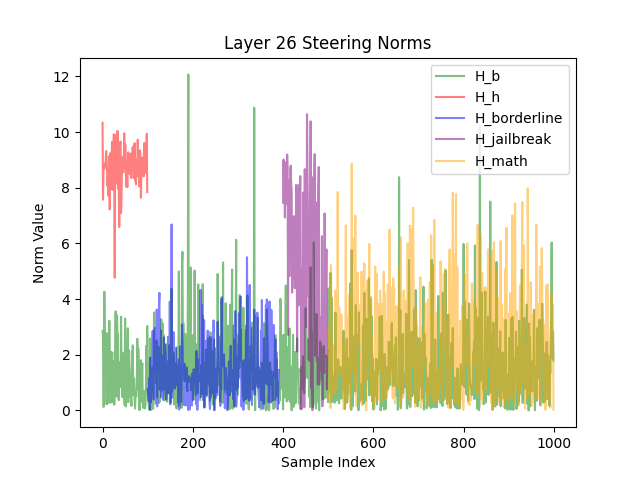 Layer 26 Steering Norms
H_b
H_h
H_borderline
H_jailbreak
H_math
Norm Value
12
10
8
6
4
2
0
0 200 400 600 800 1000
Sample Index